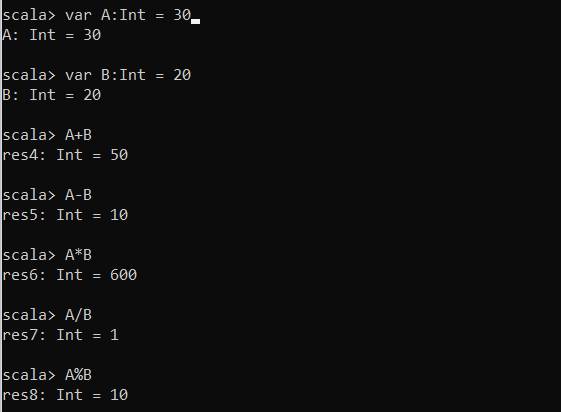 scala> var A:Int = 30
A: Int = 30
scala> var B:Int = 20
B: Int = 20
scala> A+B
res4: Int = 50
scala> A-B
res5: Int = 10
scala> A*B
res6: Int = 600
scala> A/B
res7: Int = 1
scala> A%B
res8: Int = 10